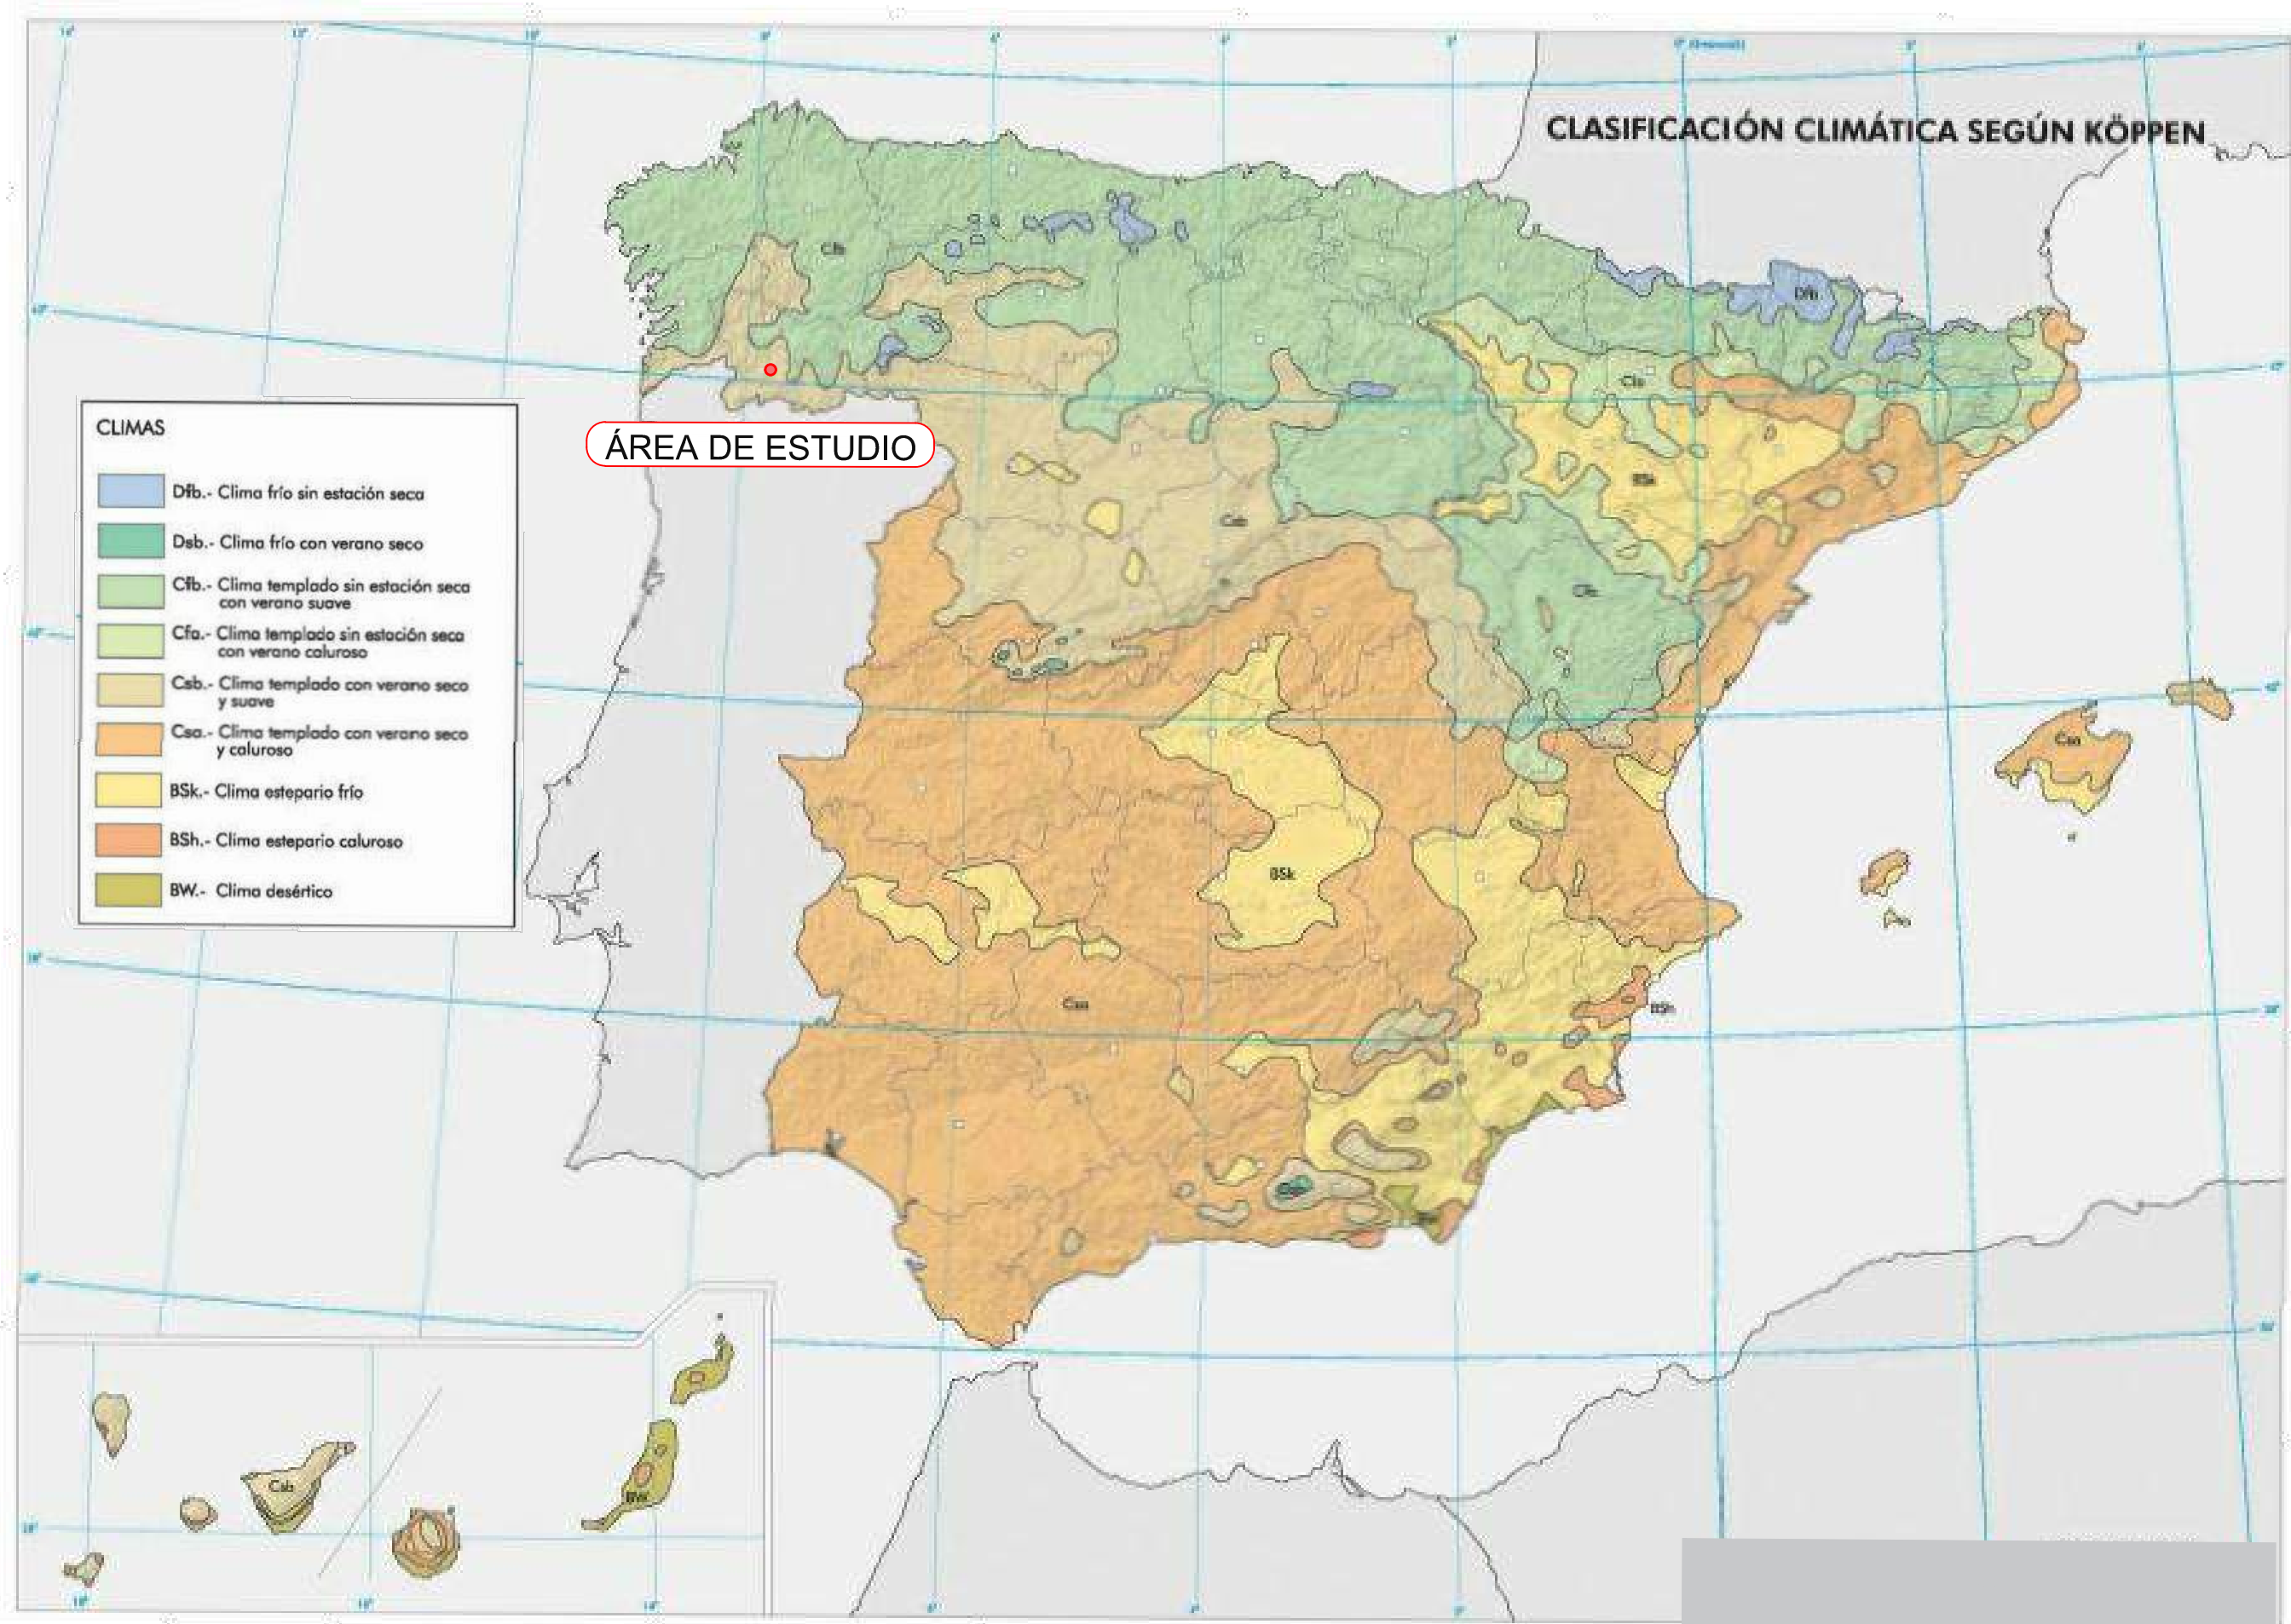 CLASIFICACIÓN CLIMÁTICA SEGÚN KÖPPEN
Cfb
Dfb
Cfa
ÁREA DE ESTUDIO
CLIMAS
Dfb.- Clima frío sin estación seca
Dsb.- Clima frío con verano seco
Cfb.- Clima templado sin estación seca
con verano suave
Cfa.- Clima templado sin estación seca
con verano caluroso
Csb.- Clima templado con verano seco
y suave
Csa.- Clima templado con verano seco
y caluroso
BSk.- Clima estepario frío
BSh.- Clima estepario caluroso
BW.- Clima desértico
BSk
Csb
Cfb
Csa
BSk
Csa
BSh
Csb
BW